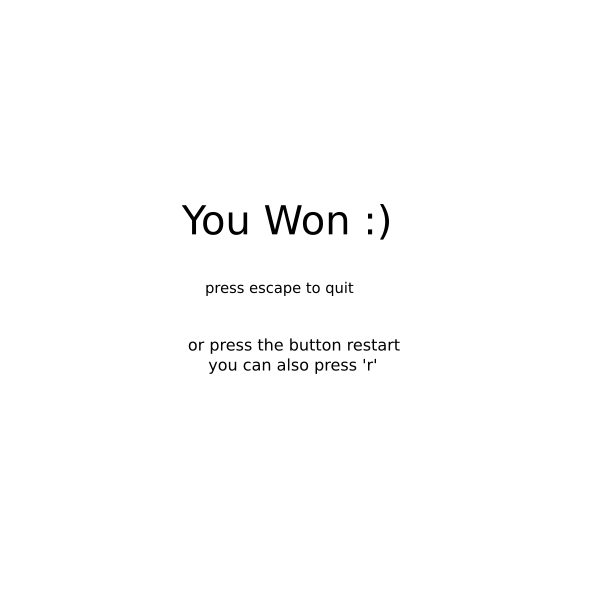 You Won :)
press escape to quit
or press the button restart
you can also press 'r'